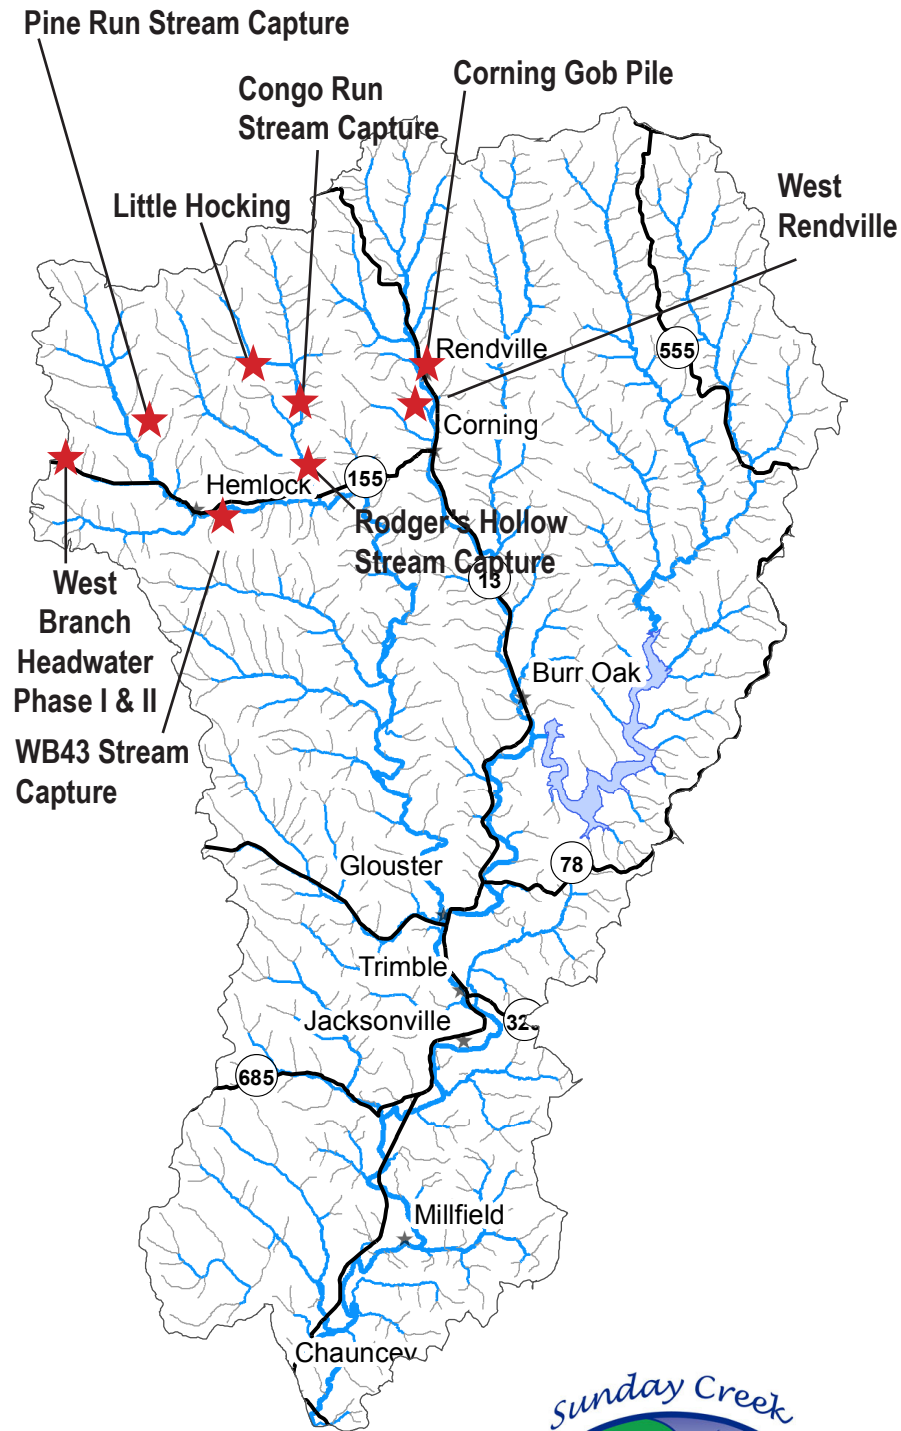 Pine Run Stream Capture
Corning Gob Pile
Congo Run
Stream Capture
West
Rendville
Little Hocking
Rendville
555
Corning
Hemlock
155
Rodger's Hollow
Stream Capture
13
West
Branch
Headwater
Phase I & II
Burr Oak
WB43 Stream
Capture
Glouster
78
Trimble
Jacksonville
685
Millfield
Chauncey
Sunday Creek